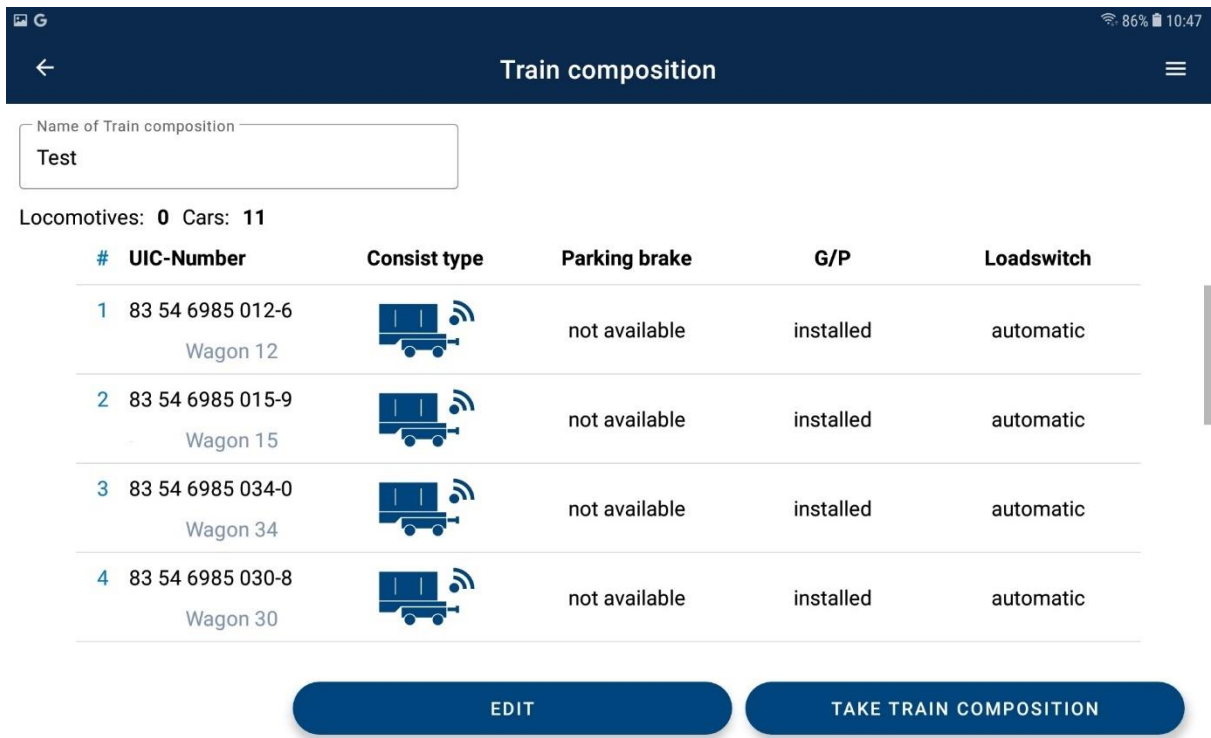 G 86% 10:47
Train composition
Name of Train composition
Test
Locomotives: 0 Cars: 11
# UIC-Number Consist type Parking brake G/P Loadswitch
1 83 54 6985 012-6 not available installed automatic
Wagon 12
2 83 54 6985 015-9 not available installed automatic
Wagon 15
3 83 54 6985 034-0 not available installed automatic
Wagon 34
4 83 54 6985 030-8 not available installed automatic
Wagon 30
EDIT TAKE TRAIN COMPOSITION